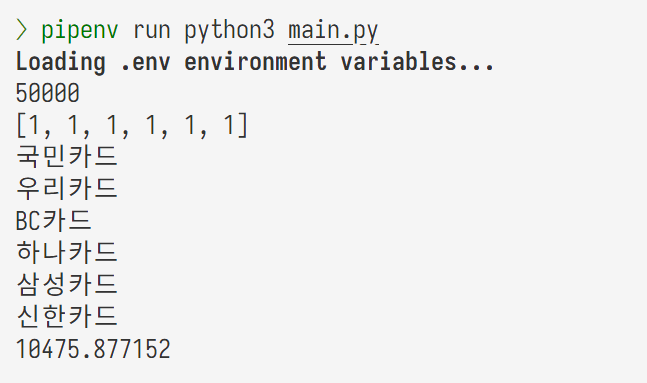 > pipenv run python3 main.py
Loading .env environment variables...
50000
[1, 1, 1, 1, 1, 1]
국민카드
우리카드
BC카드
하나카드
삼성카드
신한카드
10475.877152